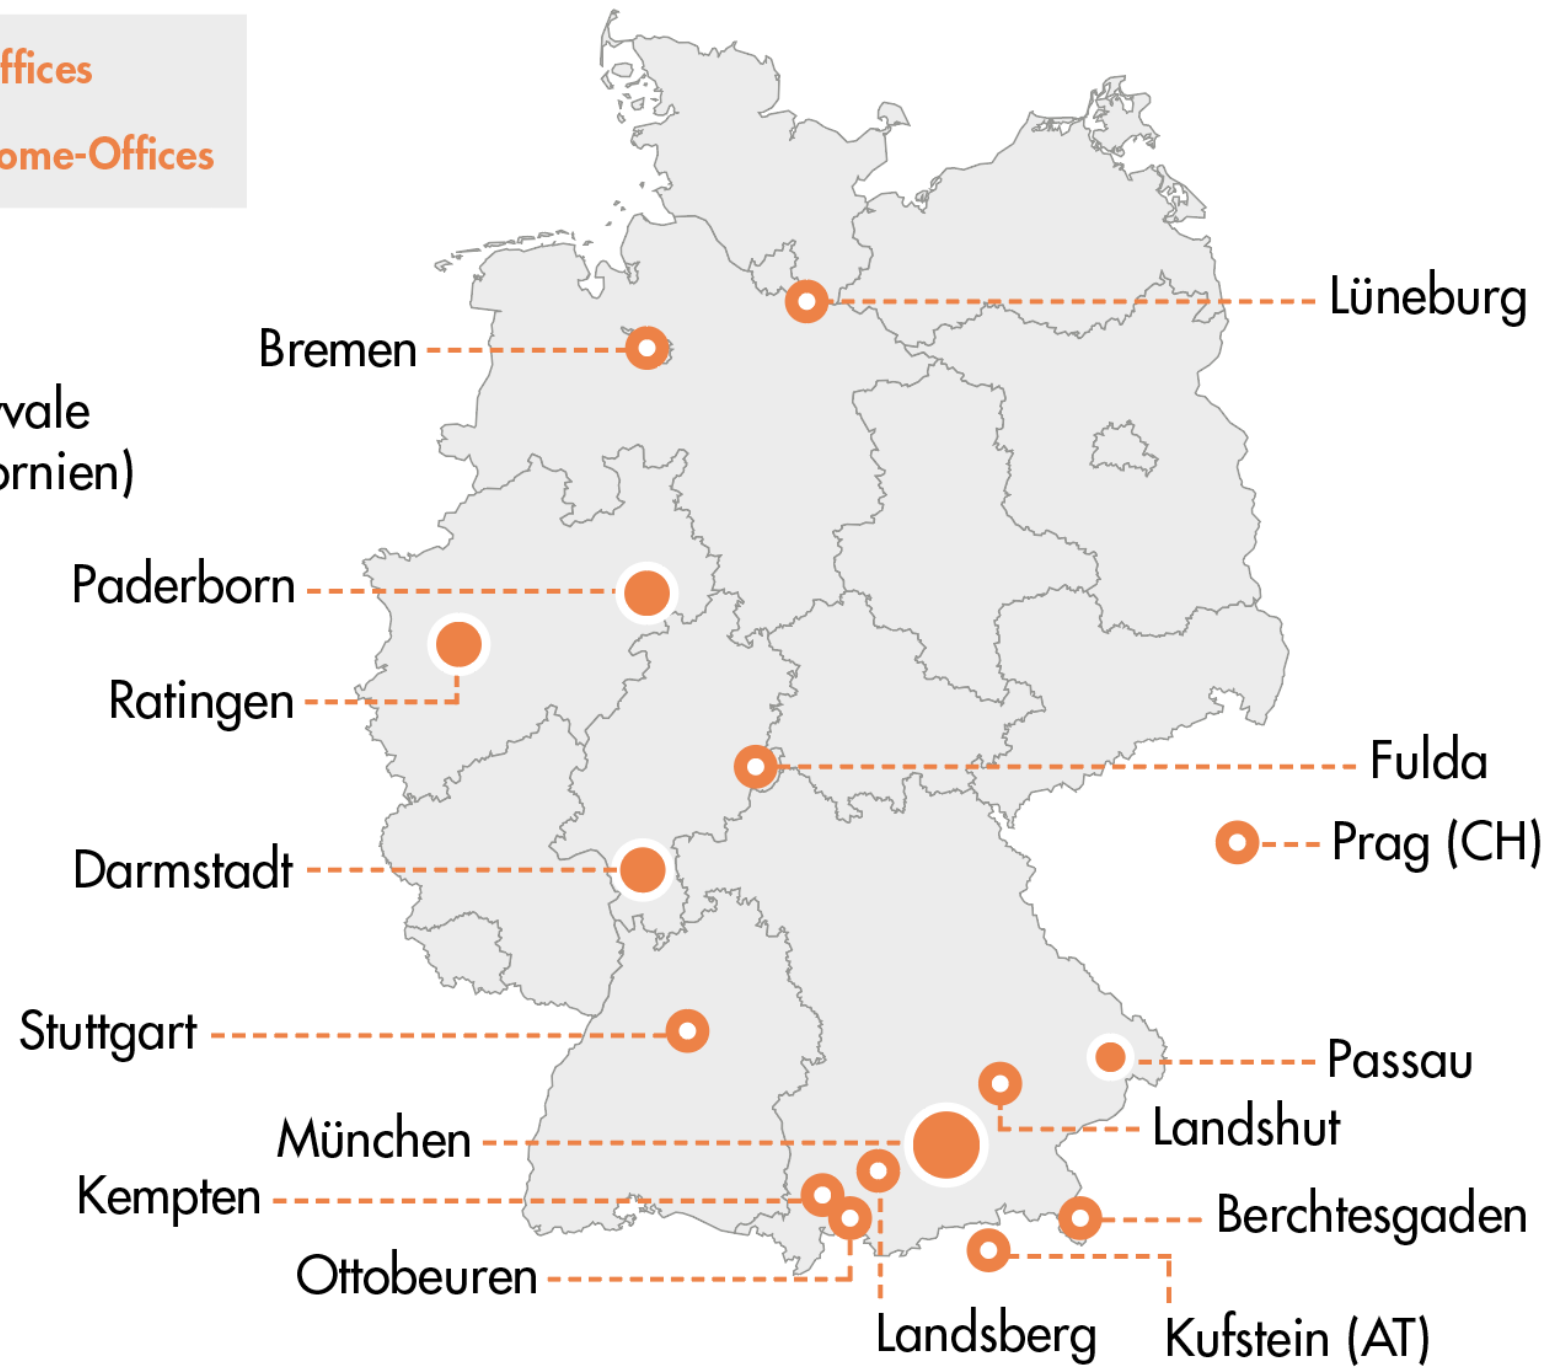 ffices
ome-Offices
Lüneburg
Bremen
vale
ornien)
Paderborn
Ratingen
Fulda
Prag (CH)
Darmstadt
Stuttgart
Passau
Landshut
München
Kempten
Berchtesgaden
Ottobeuren
Landsberg
Kufstein (AT)